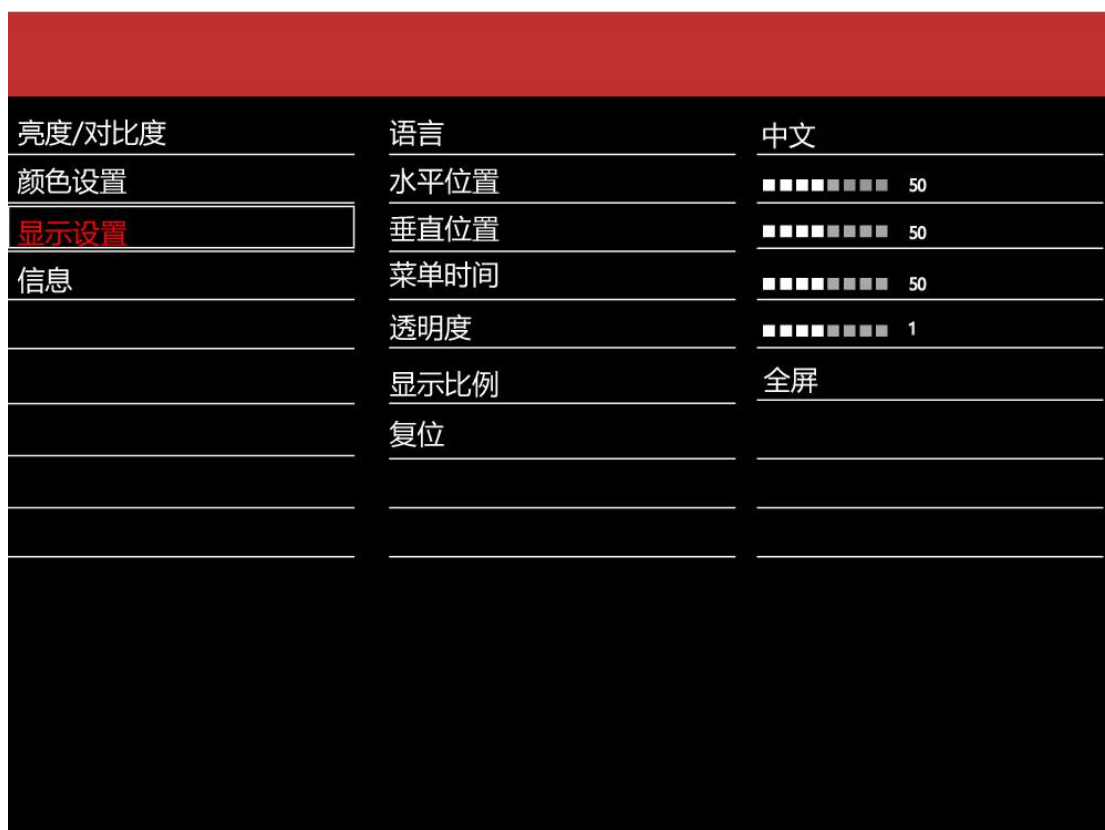 亮度/对比度 语言 中文
颜色设置 水平位置 50
显示设置 垂直位置 50
信息 菜单时间 50
透明度 1
显示比例 全屏
复位